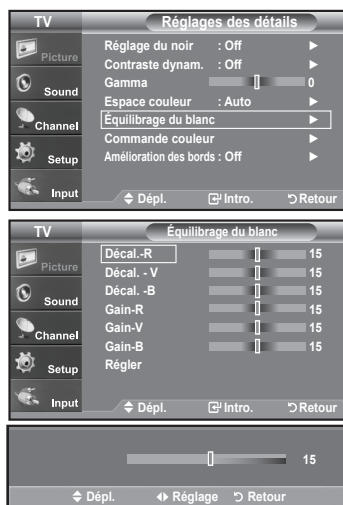 TV Réglages des détails
Picture
Sound
Channel
Setup
Input
Réglage du noir : Off
Contraste dynam. : Off
Gamma 0
Espace couleur : Auto
Équilibrage du blanc
Commande couleur
Amélioration des bords : Off
Dépl. Intro. Retour
TV Équilibrage du blanc
Picture
Sound
Channel
Setup
Input
Décal.-R 15
Décal. - V 15
Décal. -B 15
Gain-R 15
Gain-V 15
Gain-B 15
Régler
Dépl. Intro. Retour
15
Dépl. Réglage Retour